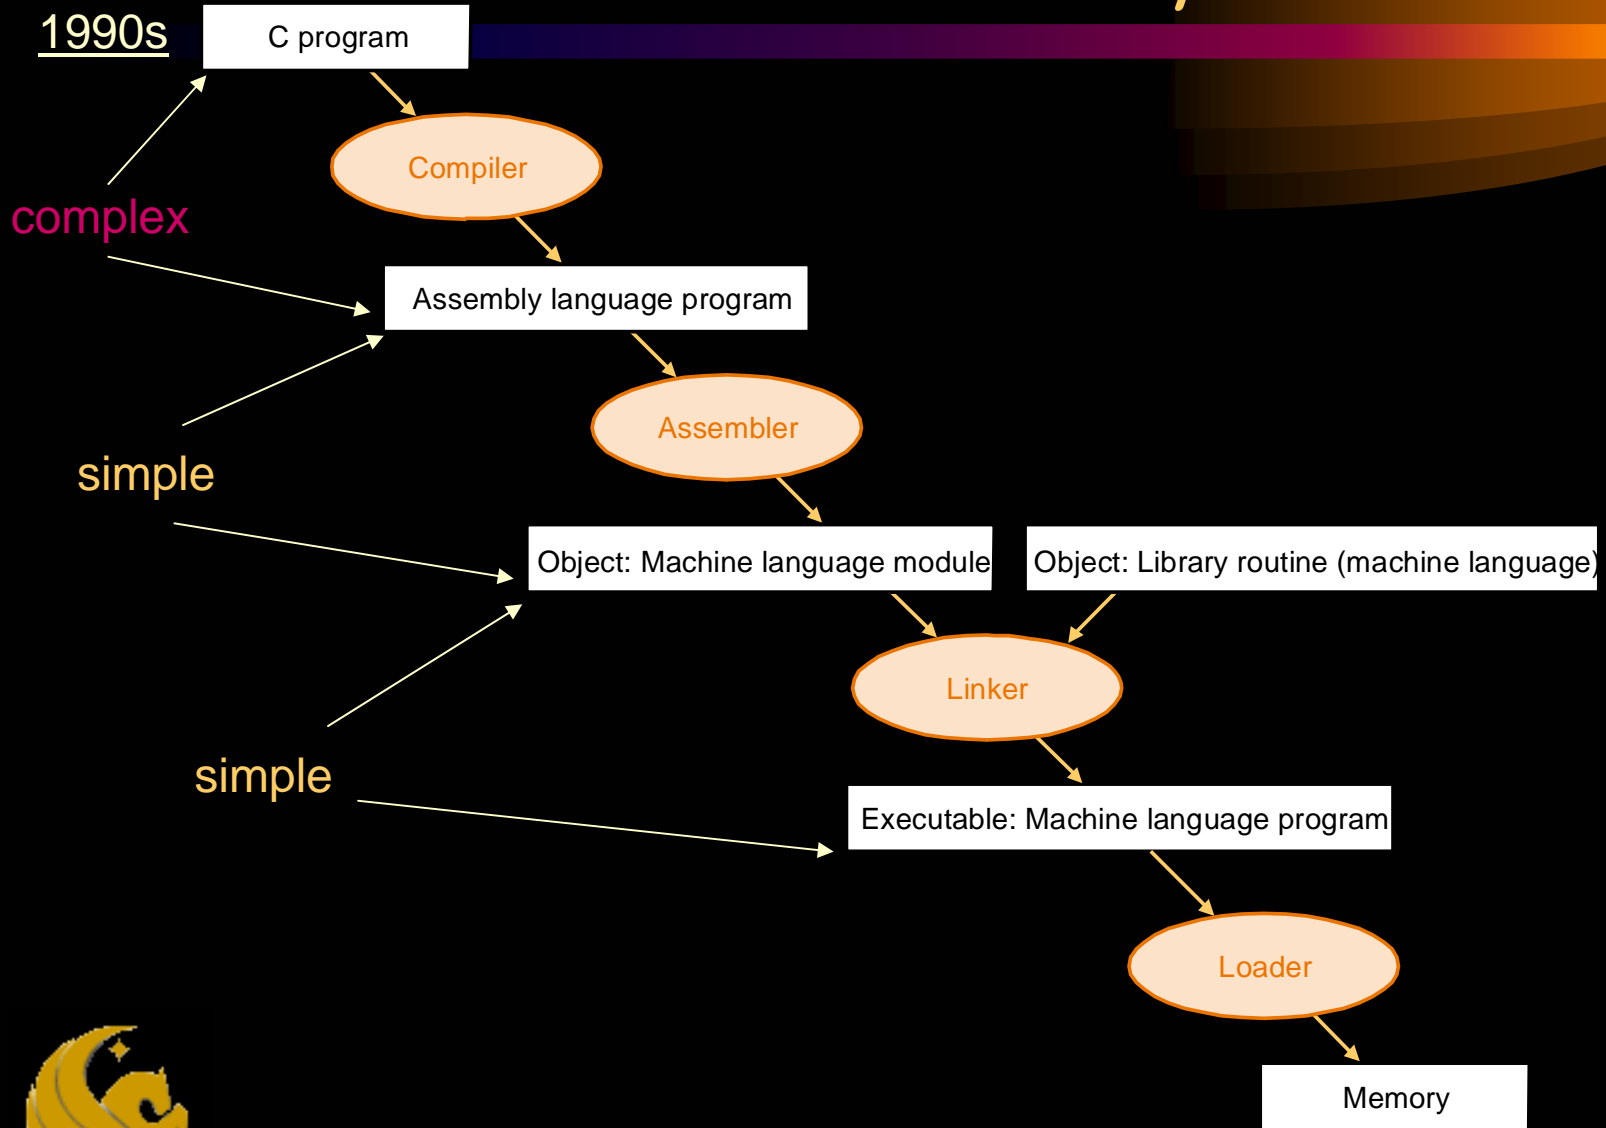 1990s
C program
Compiler
complex
Assembly language program
Assembler
simple
Object: Machine language module
Object: Library routine (machine language)
Linker
simple
Executable: Machine language program
Loader
Memory